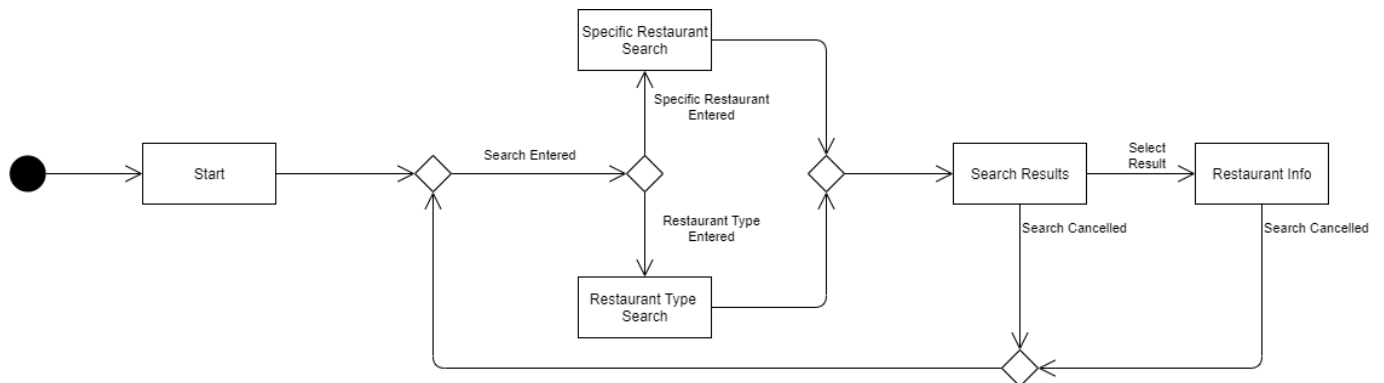 Specific Restaurant
Search
Specific Restaurant
Entered
Start
Search Entered
Search Results
Select
Result
Restaurant Info
Restaurant Type
Entered
Search Cancelled
Search Cancelled
Restaurant Type
Search